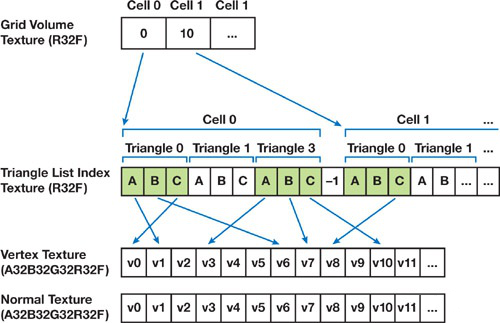 Cell 0 Cell 1 Cell 1
Grid Volume
Texture (R32F)
0 10 ...
Cell 0 Cell 1 ...
Triangle 0 Triangle 1 Triangle 3 Triangle 0 Triangle 1 ...
Triangle List Index
Texture (R32F)
A B C A B C A B C –1 A B C A B ... ...
Vertex Texture
(A32B32G32R32F)
v0 v1 v2 v3 v4 v5 v6 v7 v8 v9 v10 v11 ...
Normal Texture
(A32B32G32R32F)
v0 v1 v2 v3 v4 v5 v6 v7 v8 v9 v10 v11 ...